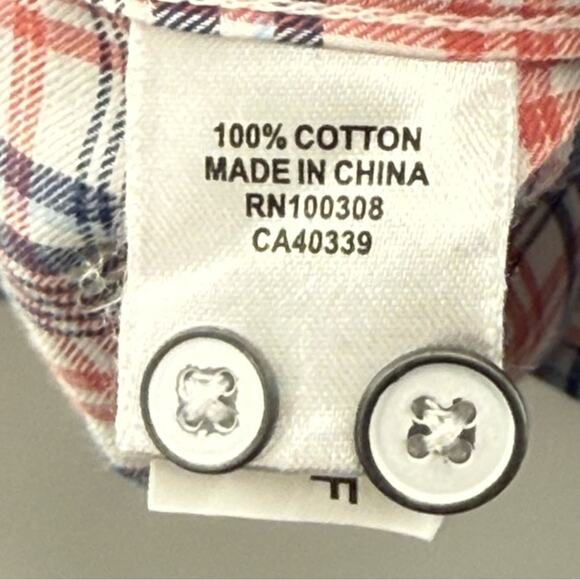 100% COTTON
MADE IN CHINA
RN100308
CA40339
F